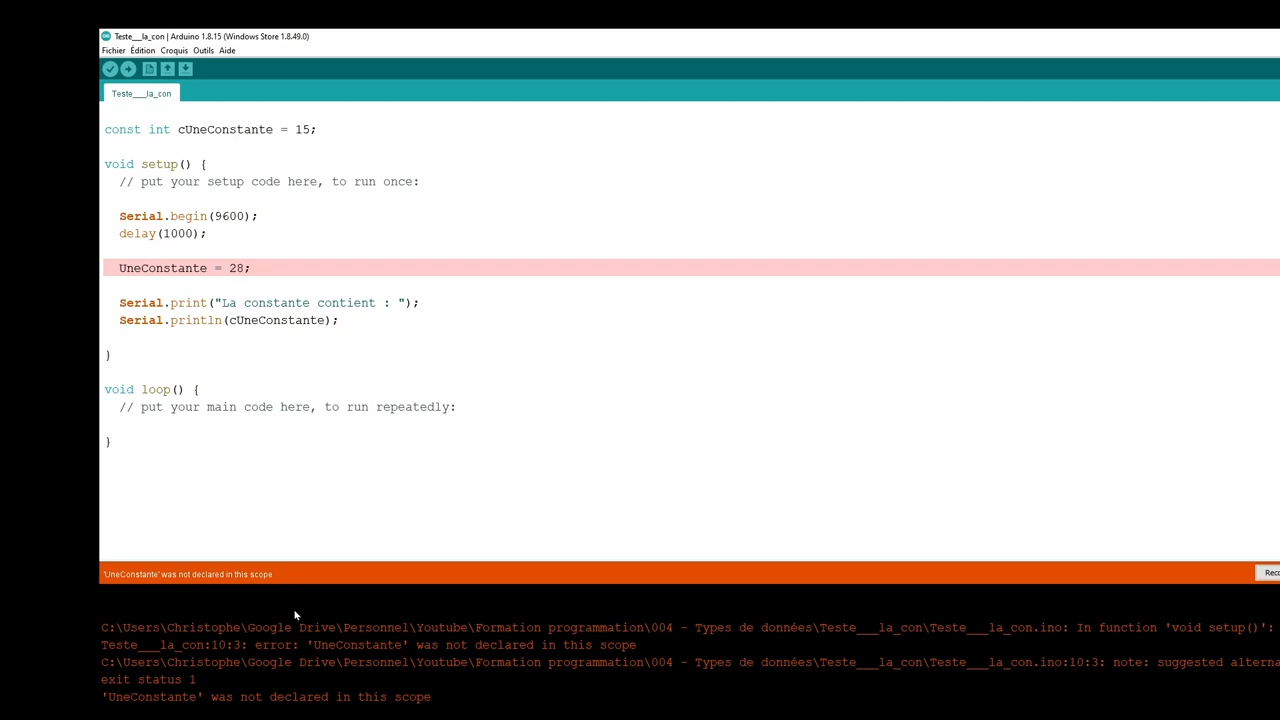 Teste___la_con | Arduino 1.8.15 (Windows Store 1.8.49.0)
Fichier Édition Croquis Outils Aide
Teste___la_con
const int cUneConstante = 15;
void setup() {
// put your setup code here, to run once:
Serial.begin(9600);
delay(1000);
UneConstante = 28;
Serial.print("La constante contient : ");
Serial.println(cUneConstante);
}
void loop() {
// put your main code here, to run repeatedly:
}
'UneConstante' was not declared in this scope
C:\Users\Christophe\Google Drive\Personnel\Youtube\Formation programmation\004 - Types de données\Teste___la_con\Teste___la_con.ino: In function 'void setup()':
Teste___la_con:10:3: error: 'UneConstante' was not declared in this scope
C:\Users\Christophe\Google Drive\Personnel\Youtube\Formation programmation\004 - Types de données\Teste___la_con\Teste___la_con.ino:10:3: note: suggested
exit status 1
'UneConstante' was not declared in this scope